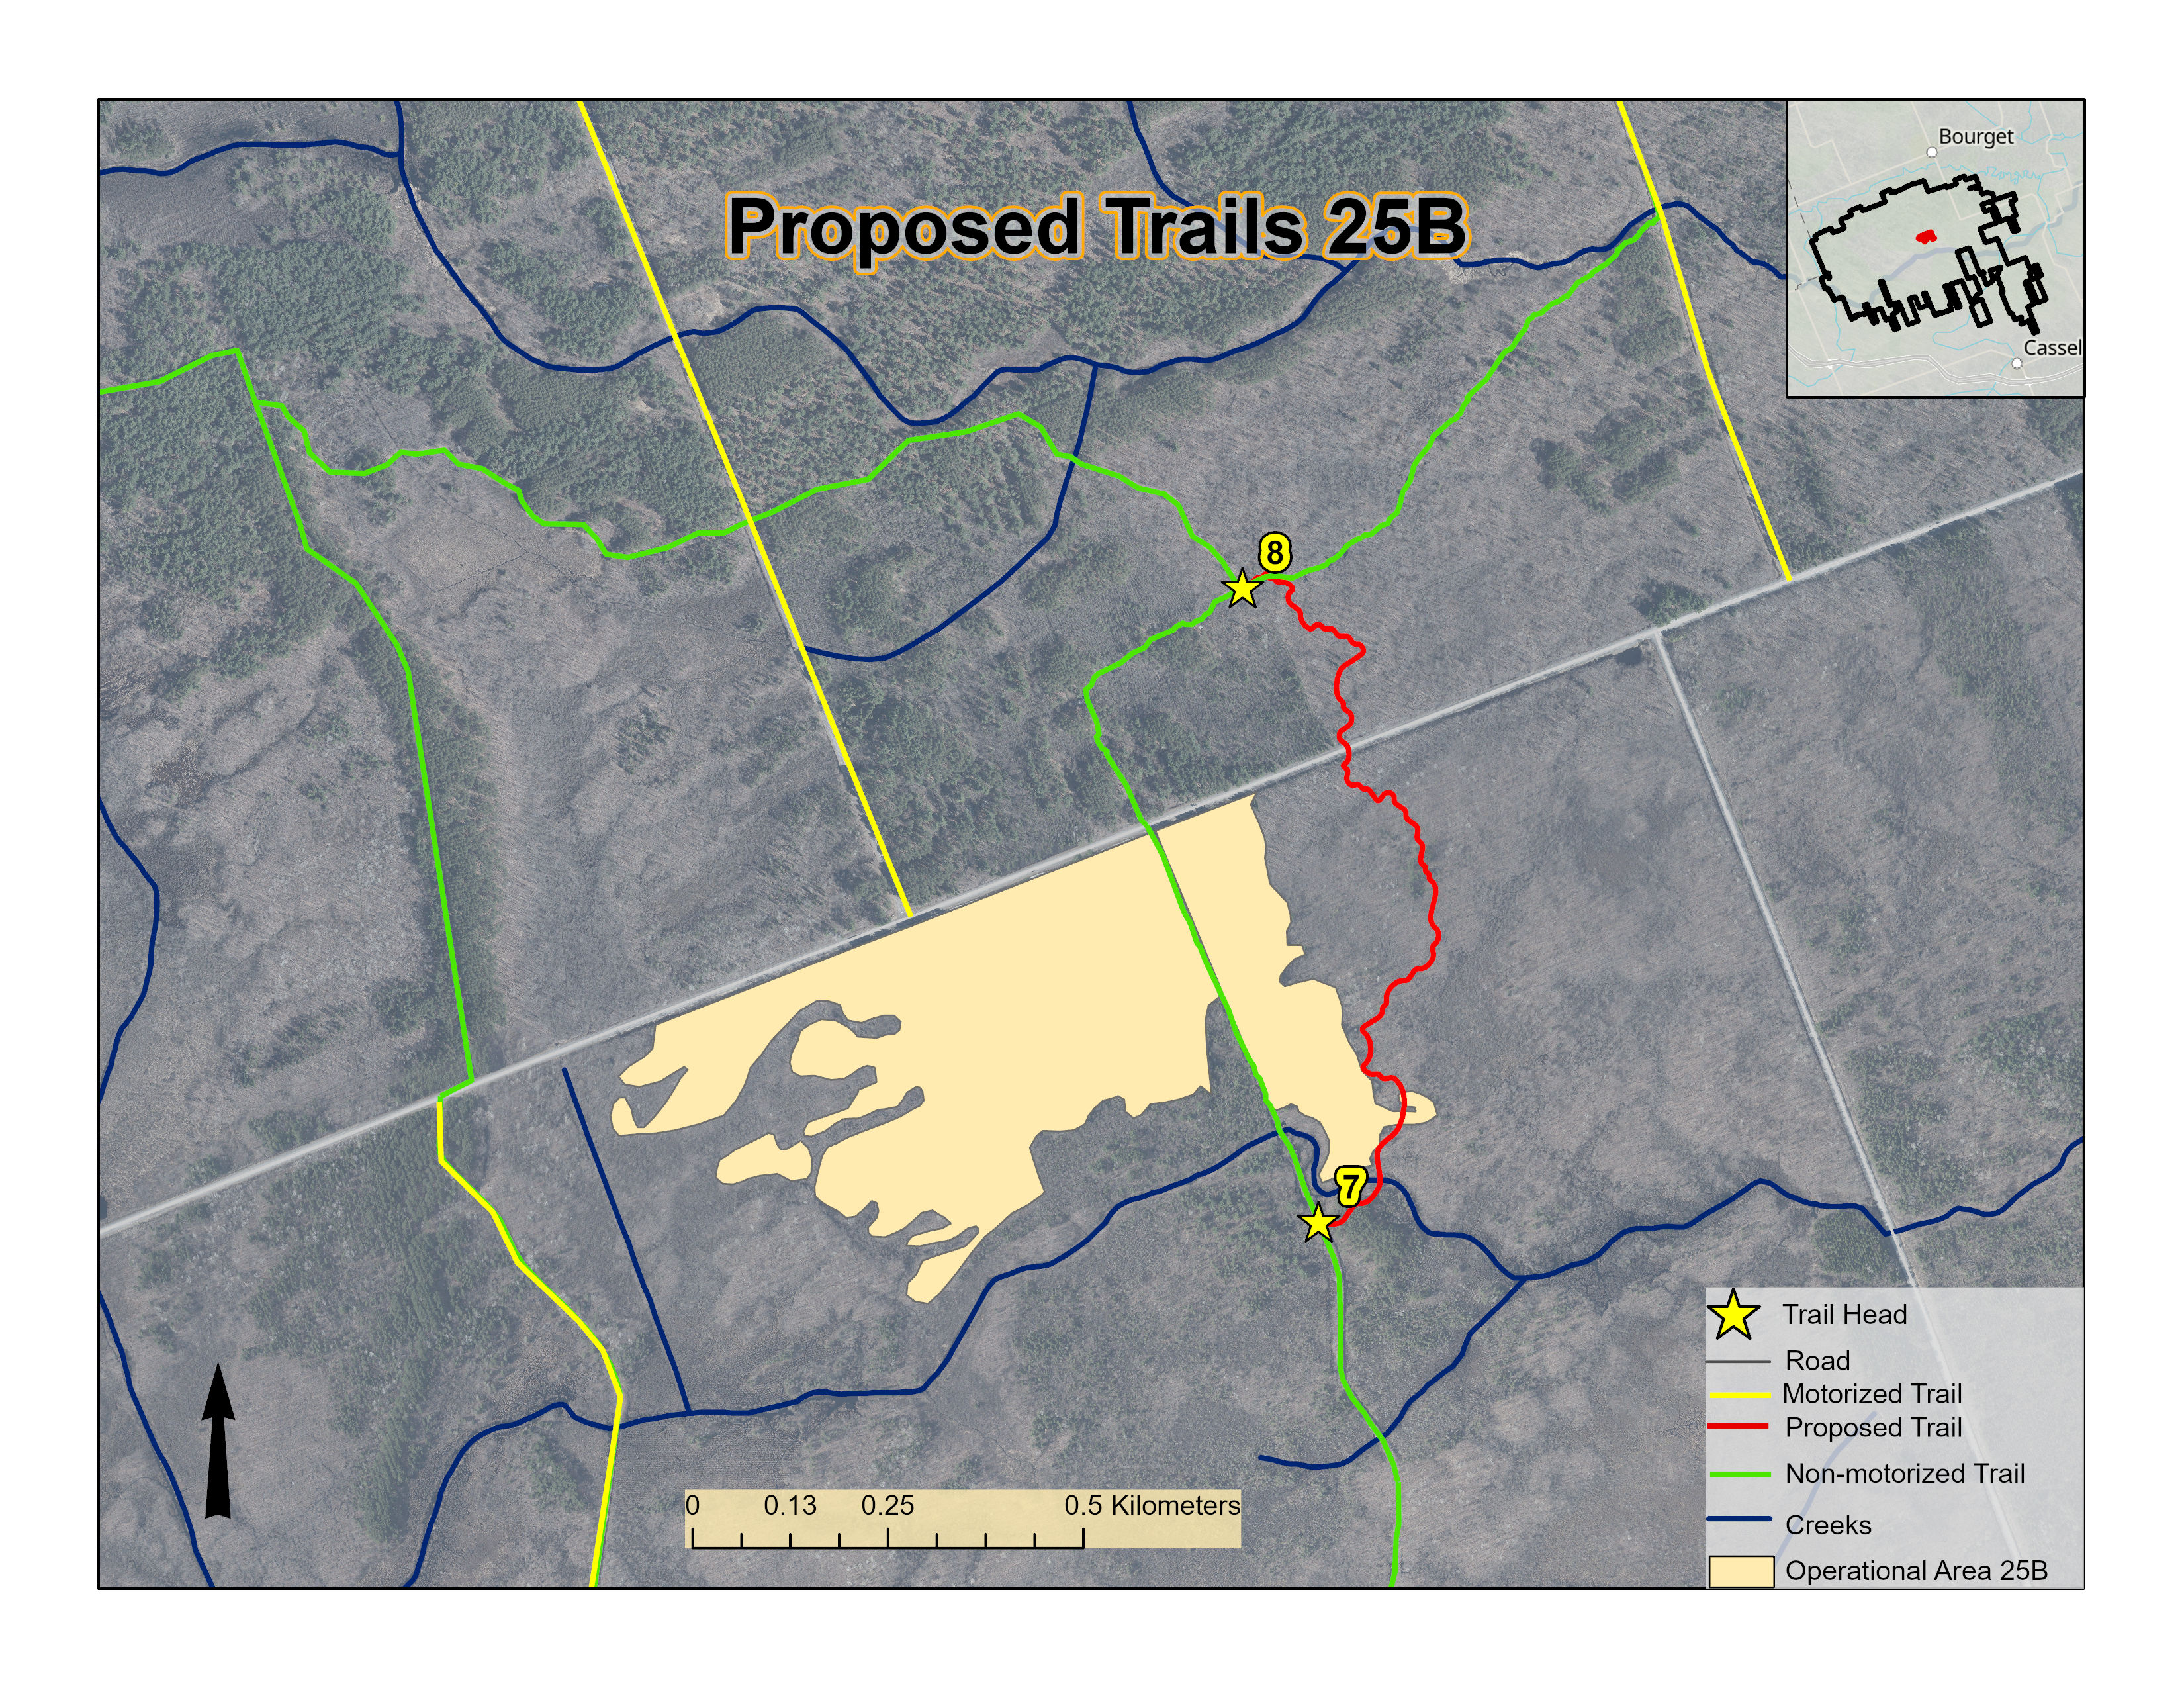 Proposed Trails 25B
Bourget
Cassel
8
7
Trail Head
Road
Motorized Trail
Proposed Trail
Non-motorized Trail
Creeks
Operational Area 25B
0 0.13 0.25 0.5 Kilometers